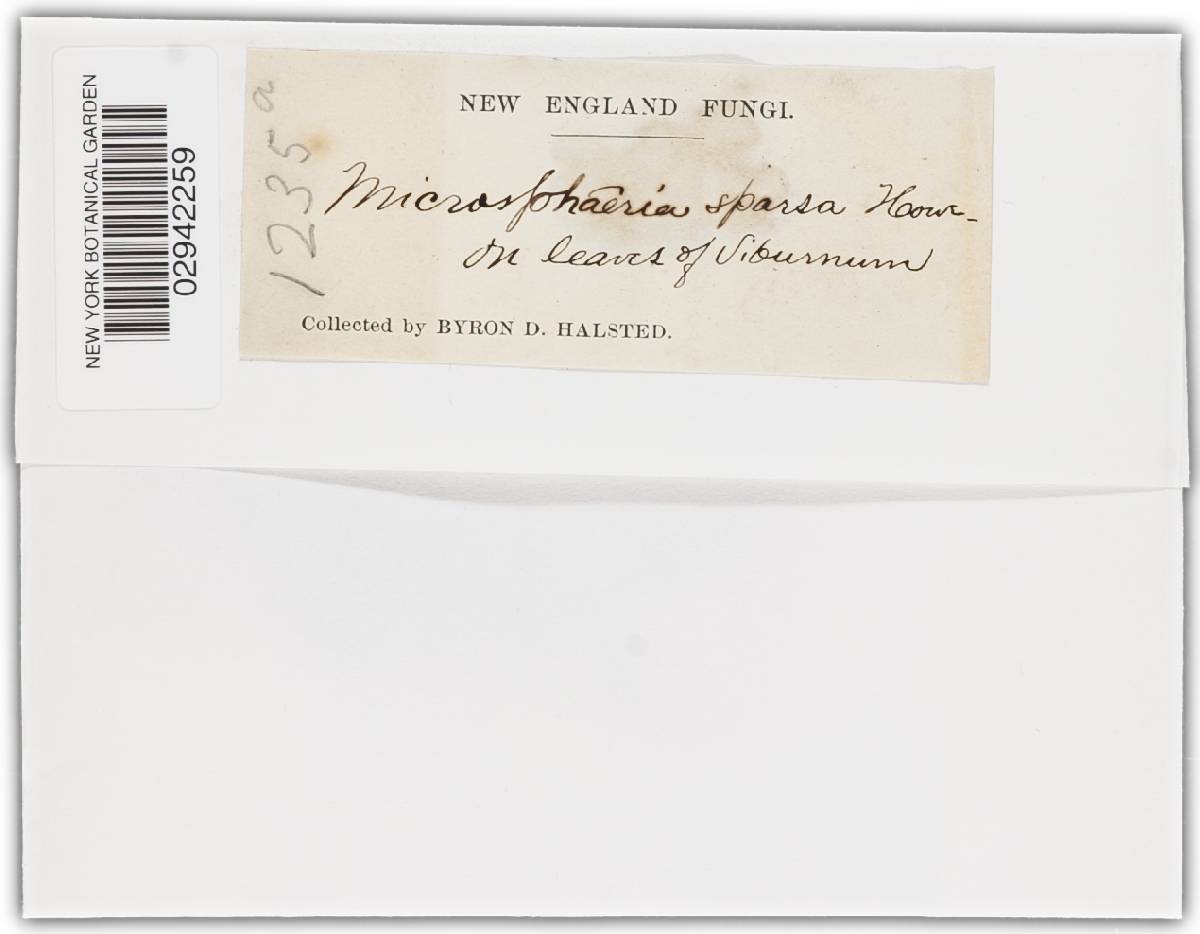 NEW YORK BOTANICAL GARDEN
02942259
1235a
NEW ENGLAND FUNGI.
Microsphaeria sparsa Howe-
On leaves of Viburnum
Collected by BYRON D. HALSTED.